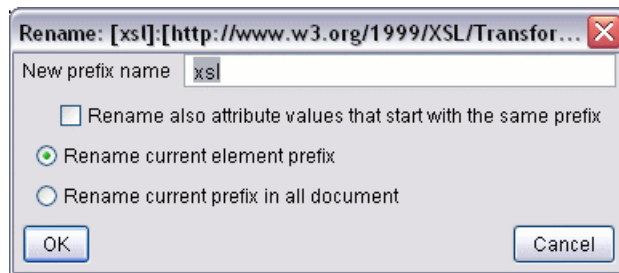 Rename: [xsl]:[http://www.w3.org/1999/XSL/Transfor...
New prefix name xsl
Rename also attribute values that start with the same prefix
Rename current element prefix
Rename current prefix in all document
OK Cancel